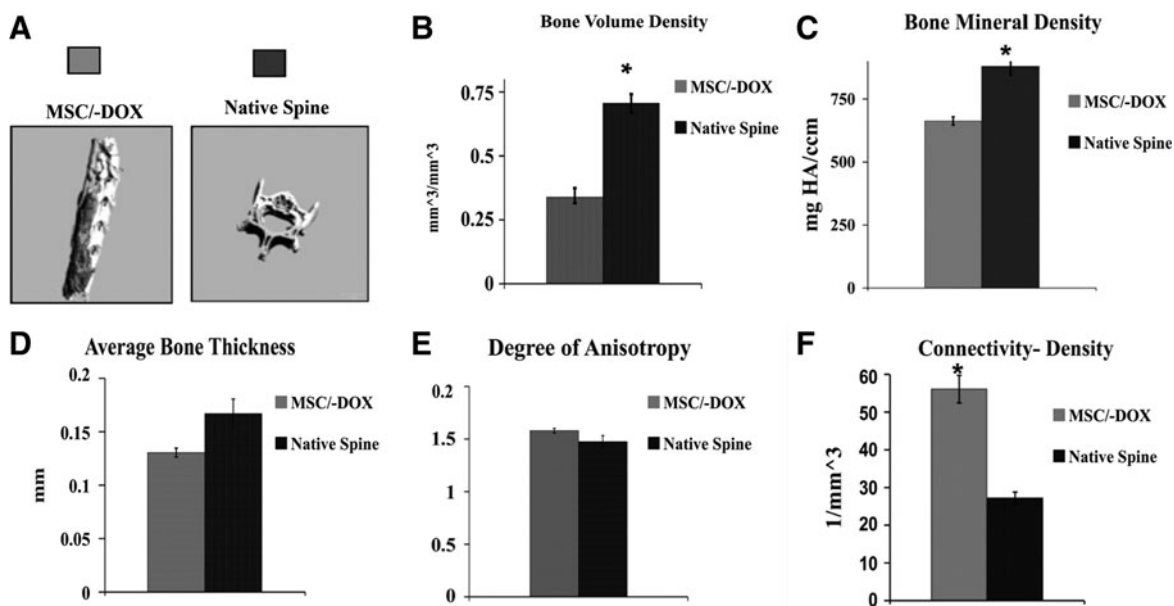 A
MSC/-DOX
Native Spine
B
Bone Volume Density
mm^3/mm^3
0.75
0.5
0.25
0
*
MSC/-DOX
Native Spine
C
Bone Mineral Density
mg HA/ccm
750
500
250
0
*
MSC/-DOX
Native Spine
D
Average Bone Thickness
mm
0.2
0.15
0.1
0.05
0
MSC/-DOX
Native Spine
E
Degree of Anisotropy
0.2
1.5
1
0.5
0
MSC/-DOX
Native Spine
F
Connectivity- Density
1/mm^3
60
50
40
30
20
60
0
*
MSC/-DOX
Native Spine